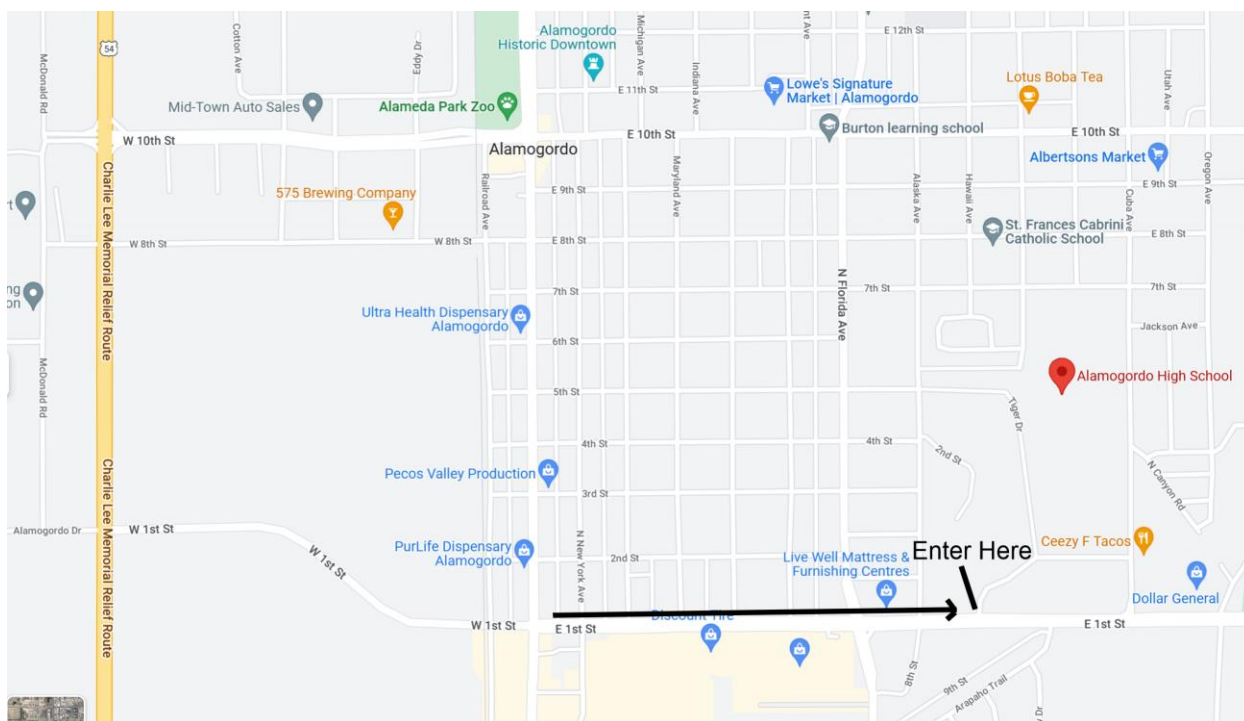 54
McDonald Rd
Cotton Ave
Eddy Dr
Alamogordo
Historic Downtown
Michigan Ave
Indiana Ave
nt Ave
E 12th St
Mid-Town Auto Sales
Alameda Park Zoo
E 11th St
Lowe's Signature
Market | Alamogordo
Lotus Boba Tea
Utah Ave
W 10th St
E 10th St
Burton learning school
E 10th St
Alamogordo
Albertsons Market
Charlie Lee Memorial Relief Route
rt
575 Brewing Company
Railroad Ave
E 9th St
Maryland Ave
Alaska Ave
Hawaii Ave
Cuba Ave
E 9th St
Oregon Ave
W 8th St
W 8th St
E 8th St
St. Frances Cabrini
Catholic School
E 8th St
ng
on
7th St
N Florida Ave
7th St
7th St
Ultra Health Dispensary
Alamogordo
6th St
Jackson Ave
McDonald Rd
5th St
Tiger Dr
Alamogordo High School
4th St
4th St
2nd St
Charlie Lee Memorial Relief Route
Pecos Valley Production
3rd St
N Canyon Rd
Alamogordo Dr
W 1st St
W 1st St
PurLife Dispensary
Alamogordo
N New York Ave
2nd St
Live Well Mattress &
Furnishing Centres
Enter Here
Ceezy F Tacos
Dollar General
W 1st St
E 1st St
Discount Tire
E 1st St
8th St
9th St
Arapaho Trail